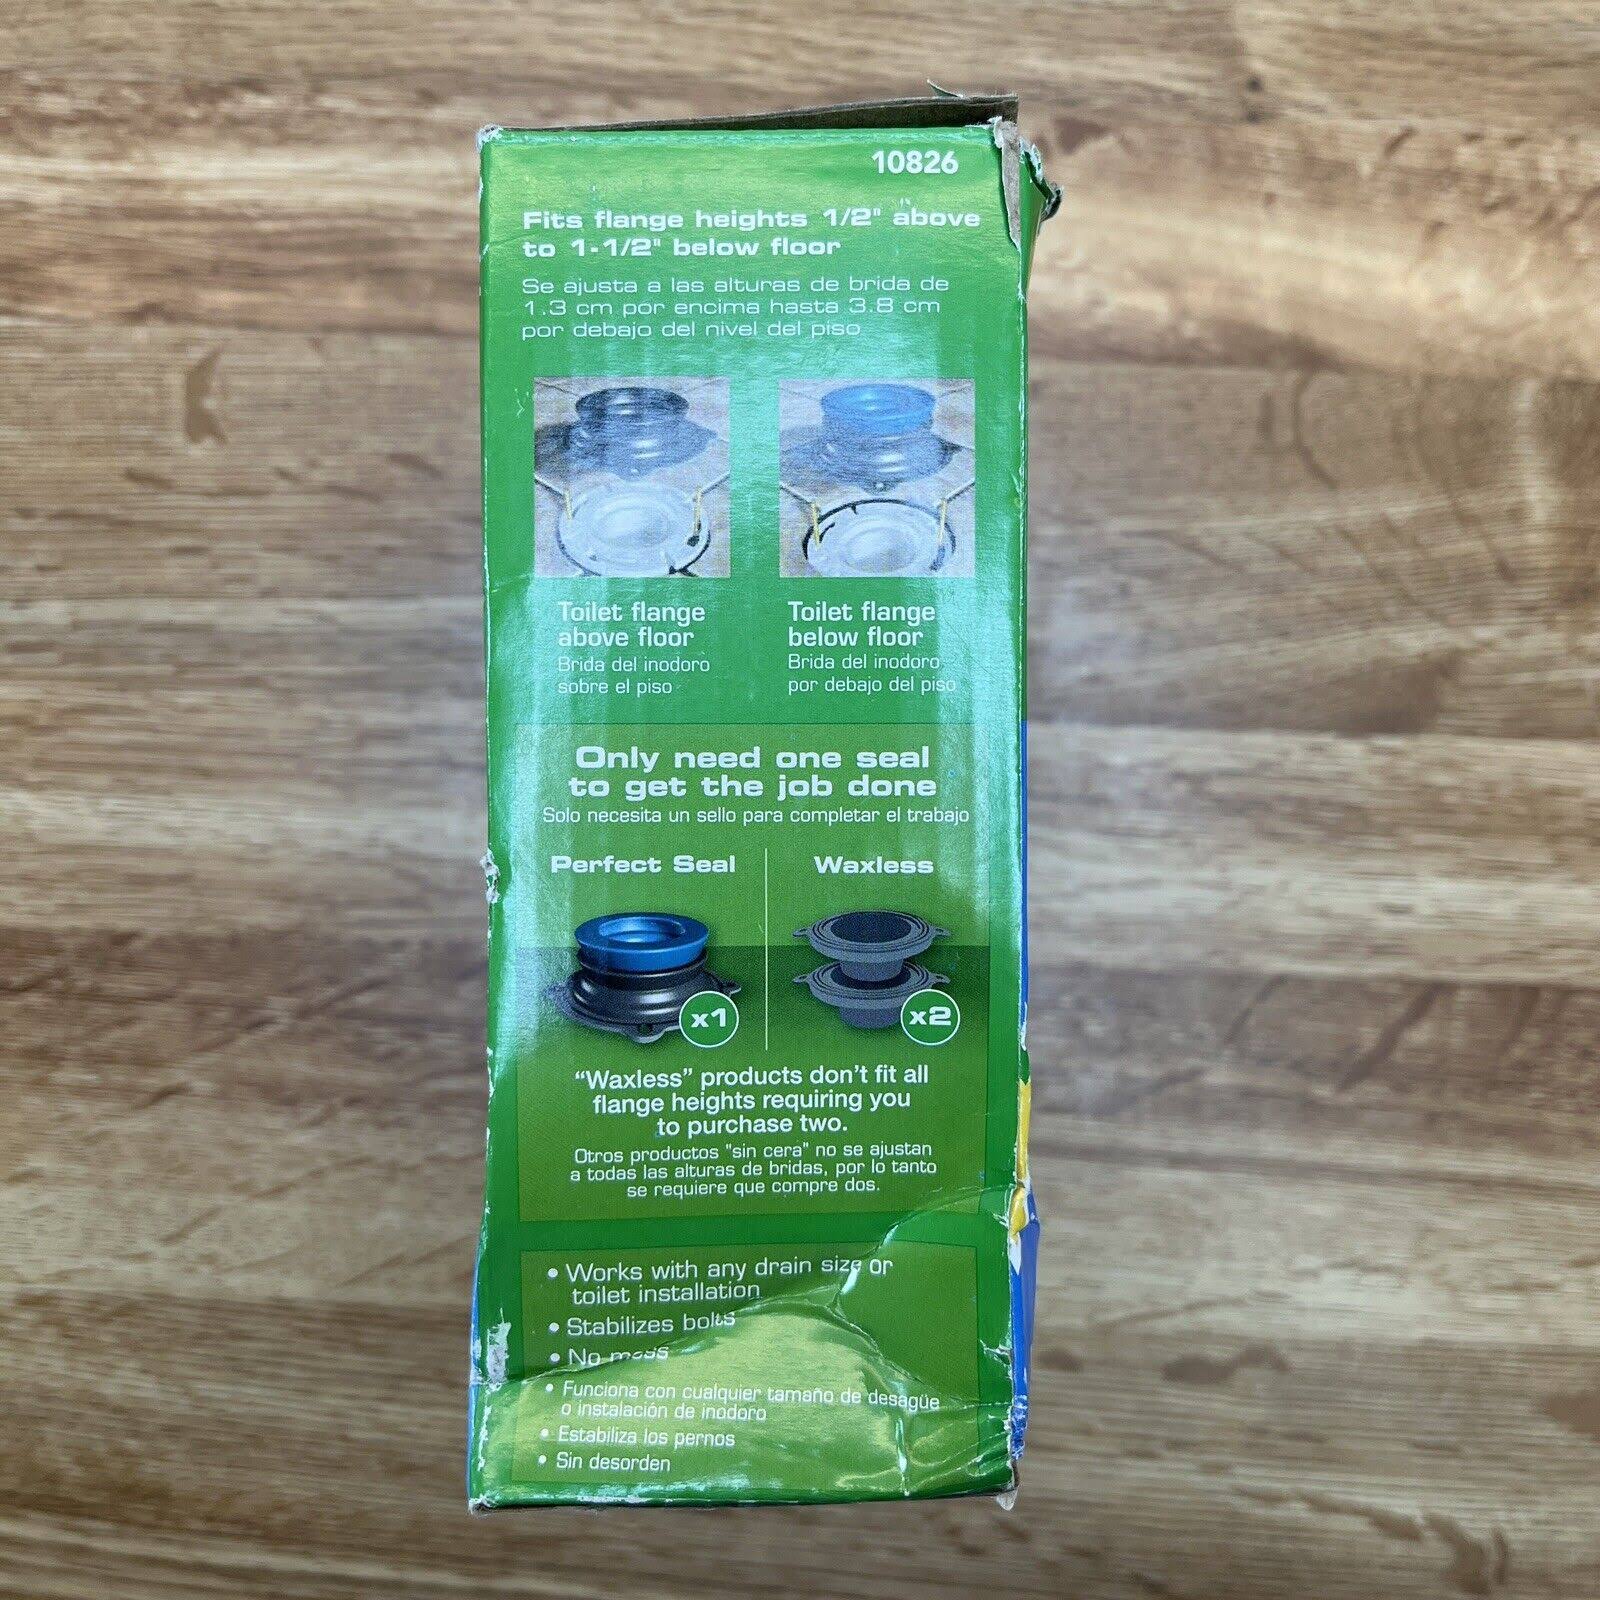 10826
Fits flange heights 1/2" above
to 1-1/2" below floor
Se ajusta a las alturas de brida de
1.3 cm por encima hasta 3.8 cm
por debajo del nivel del piso
Toilet flange
above floor
Brida del inodoro
sobre el piso
Toilet flange
below floor
Brida del inodoro
por debajo del piso
Only need one seal
to get the job done
Solo necesita un sello para completar el trabajo
Perfect Seal
Waxless
x1
x2
“Waxless” products don’t fit all
flange heights requiring you
to purchase two.
Otros productos "sin cera" no se ajustan
a todas las alturas de bridas, por lo tanto
se requiere que compre dos.
• Works with any drain size or
toilet installation
• Stabilizes bolts
• No mess
• Funciona con cualquier tamaño de desagüe
o instalación de inodoro
• Estabiliza los pernos
• Sin desorden